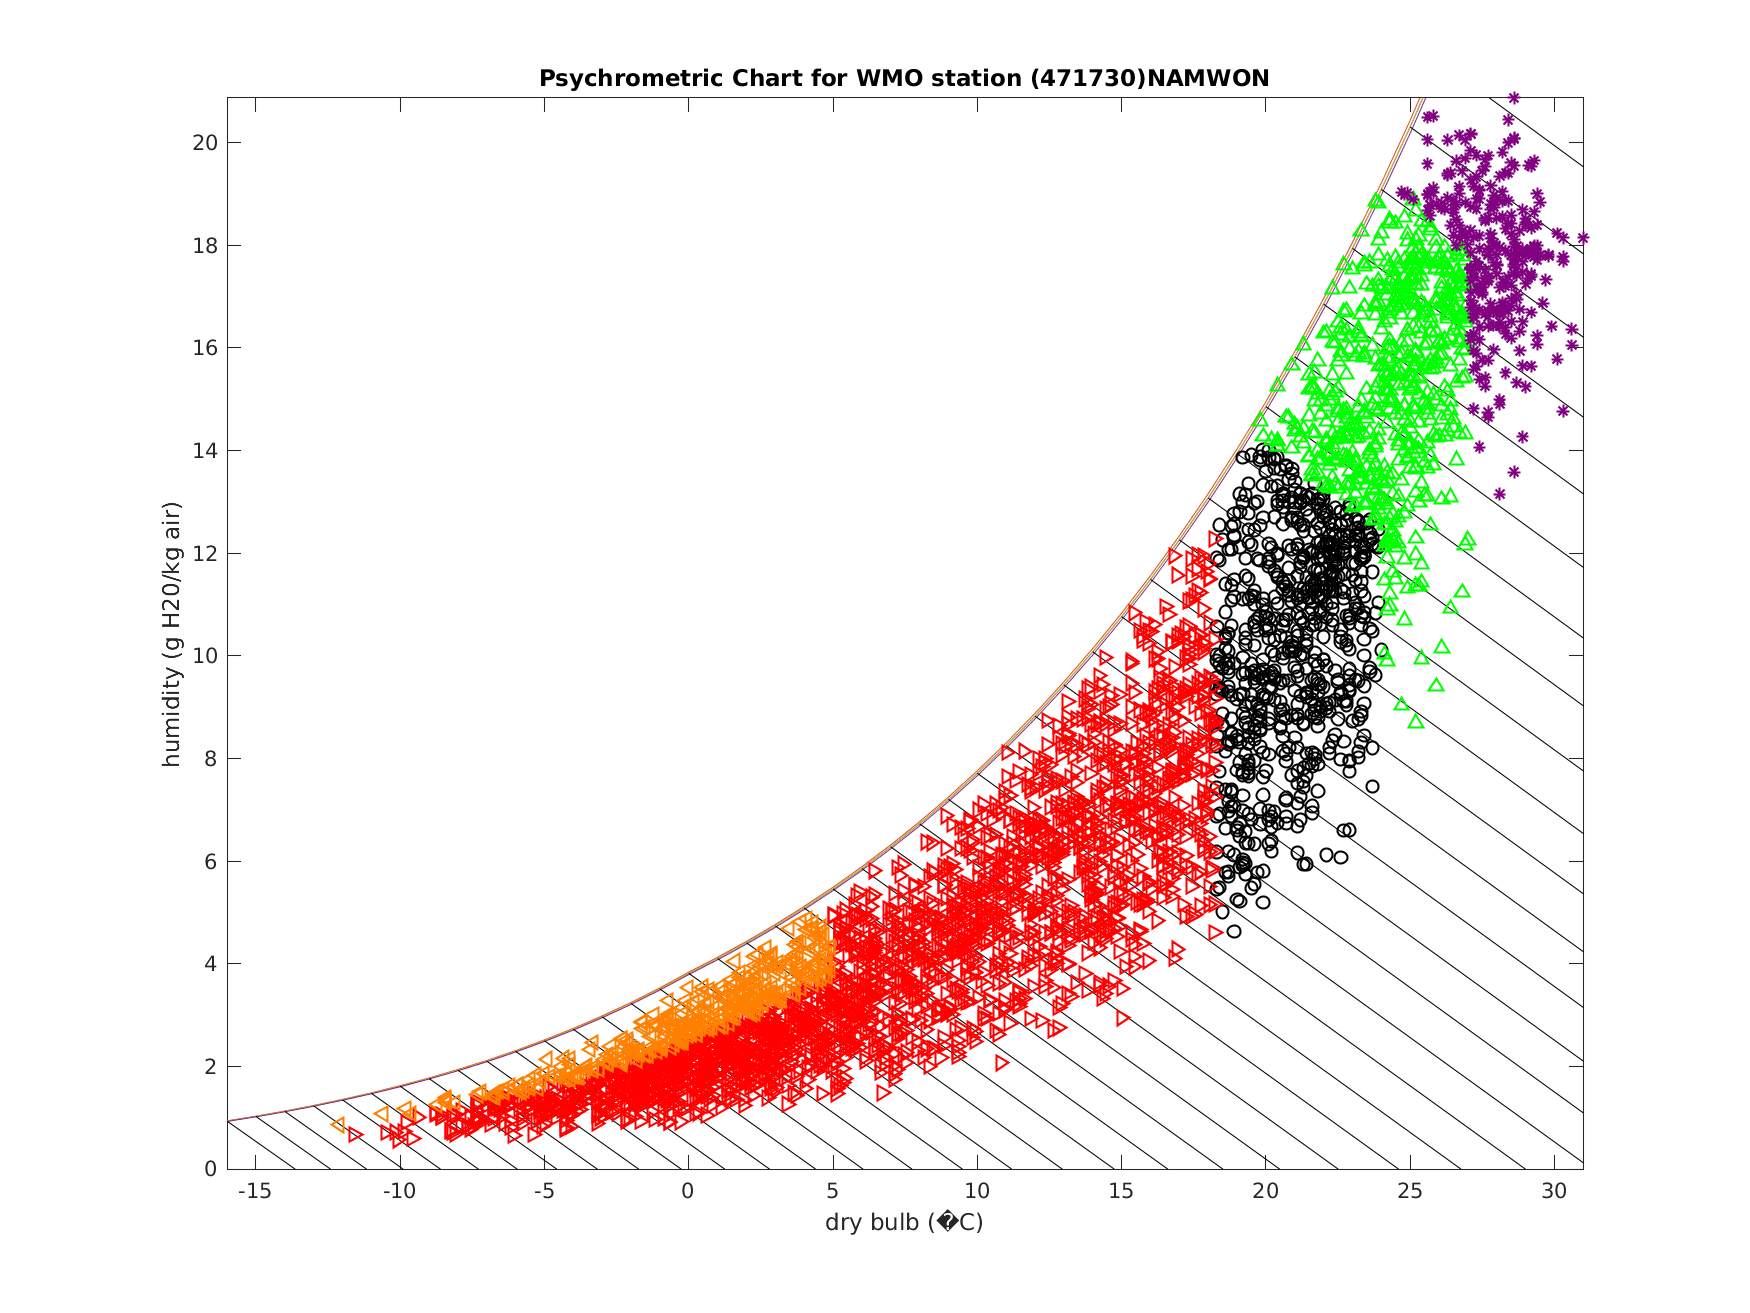 Psychrometric Chart for WMO station (471730)NAMWON
humidity (g H20/kg air)
20
18
16
14
12
10
8
6
4
2
0
-15 -10 -5 0 5 10 15 20 25 30
dry bulb (�C)